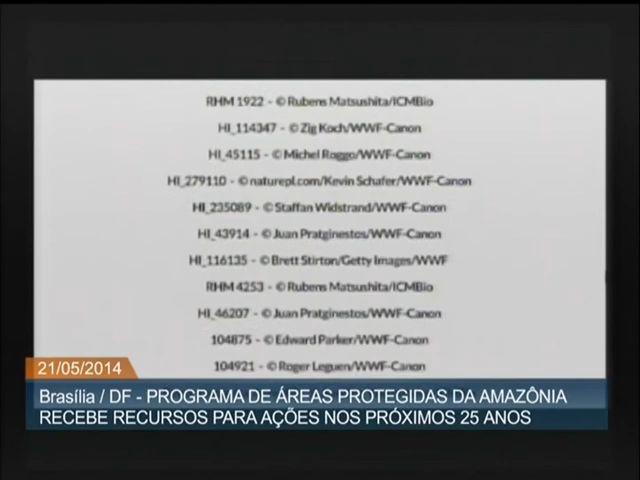 RHM 1922 - © Rubens Matsushita/ICMBio
HI_114347 - © Zig Koch/WWF-Canon
HI_45115 - © Michel Roggo/WWF-Canon
HI_279110 - © naturepl.com/Kevin Schafer/WWF-Canon
HI_235089 - © Staffan Widstrand/WWF-Canon
HI_43914 - © Juan Pratginestos/WWF-Canon
HI_116135 - © Brett Stirton/Getty Images/WWF
RHM 4253 - © Rubens Matsushita/ICMBio
HI_46207 - © Juan Pratginestos/WWF-Canon
104875 - © Edward Parker/WWF-Canon
104921 - © Roger Leguen/WWF-Canon
21/05/2014
Brasília / DF - PROGRAMA DE ÁREAS PROTEGIDAS DA AMAZÔNIA
RECEBE RECURSOS PARA AÇÕES NOS PRÓXIMOS 25 ANOS